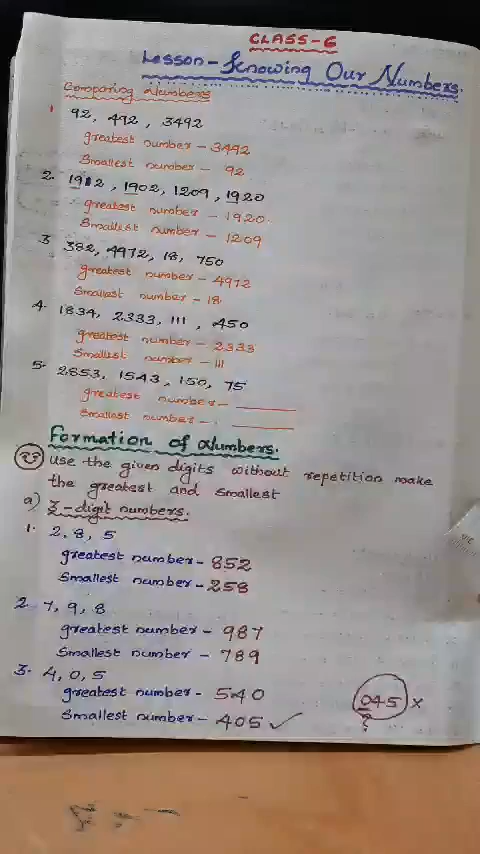 CLASS-6
Lesson-Knowing Our Numbers.
Comparing Numbers
1 92, 492, 3492
greatest number - 3492
Smallest number - 92
2. 1912, 1902, 1209, 1920
greatest number - 1920.
Smallest number - 1209
3 382, 4972, 18, 750
greatest number - 4972
Smallest number - 18
4. 1834, 2333, 111, 450
greatest number - 2333
Smallest number - 111
5. 2853, 1543, 150, 75
greatest number - ______
Smallest number - ______
Formation of Numbers.
Use the given digits without repetition make
the greatest and smallest
a) 3-digit numbers.
1. 2, 8, 5
greatest number - 852
Smallest number - 258
2. 7, 9, 8
greatest number - 987
Smallest number - 789
3. 4, 0, 5
greatest number - 540
Smallest number - 405 ✓
045 ×
?